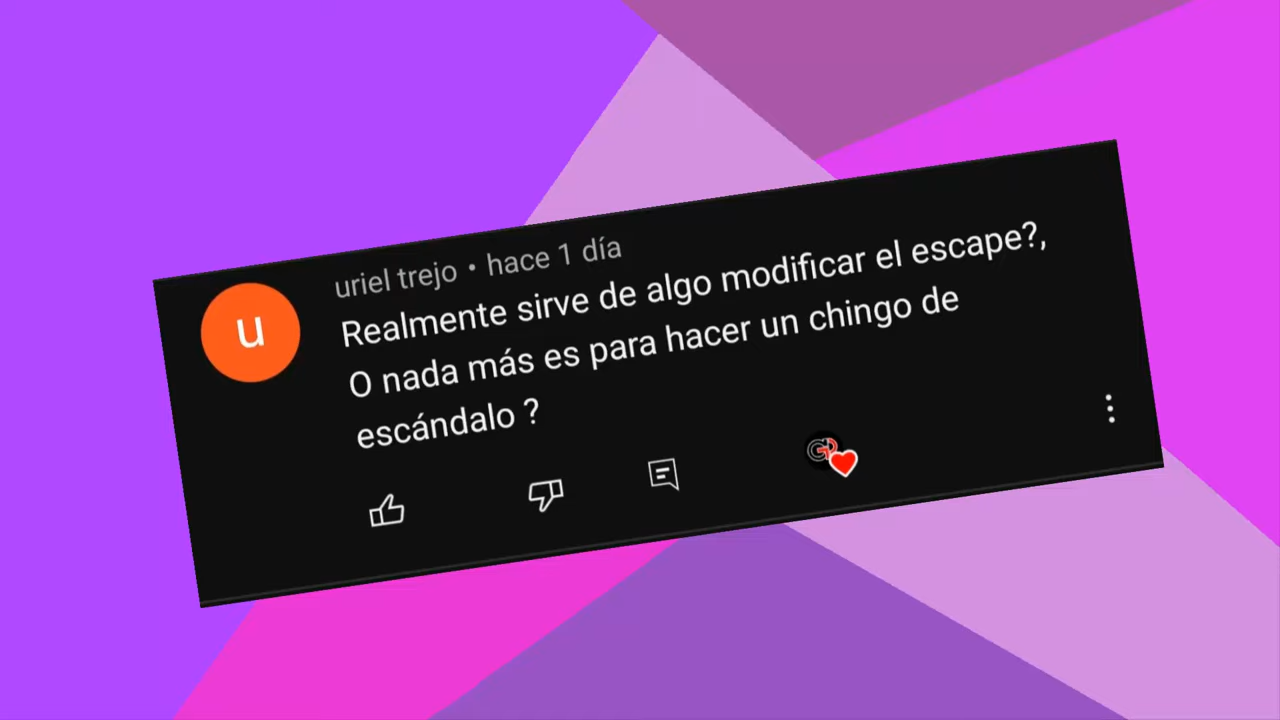 uriel trejo • hace 1 día
Realmente sirve de algo modificar el escape?,
O nada más es para hacer un chingo de
escándalo ?
u